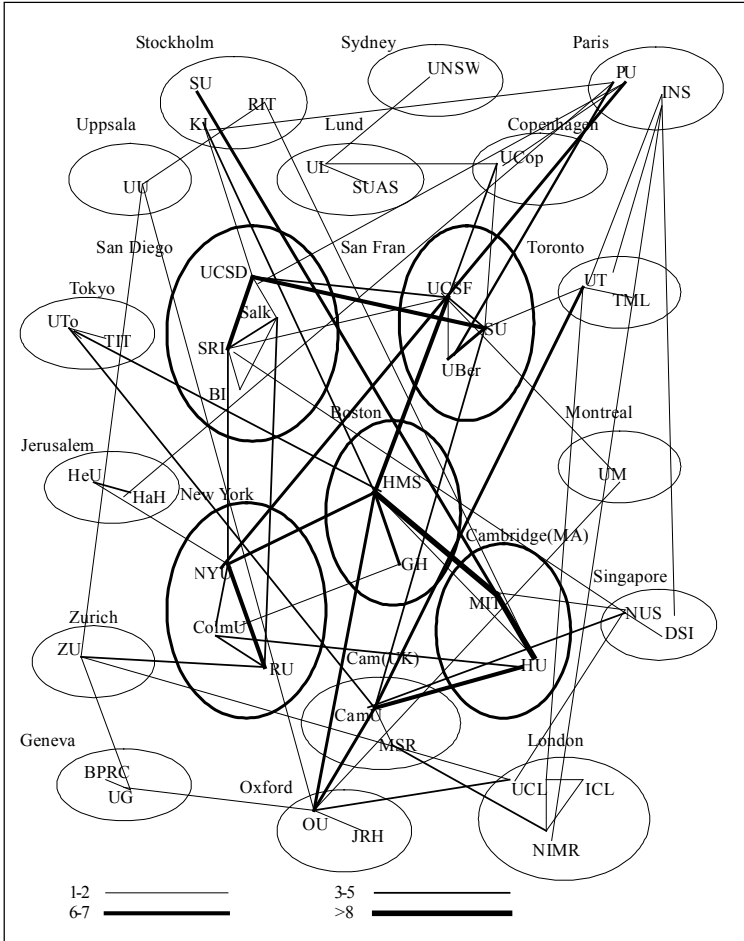 Stockholm Sydney Paris
SU UNSW PU
RIT INS
KI
Uppsala Lund Copenhagen
UU UL UCop
SUAS
San Diego San Fran Toronto
UCSD UCSF UT
Tokyo TML
UTo Salk SU
TIT SRI UBer
BI
Boston Montreal
Jerusalem HMS UM
HeU HaH
New York
Cambridge(MA)
NYU GH Singapore
MIT NUS
Zurich ColmU DSI
ZU RU Cam(UK) HU
CamU
Geneva MSR London
BPRC Oxford UCL ICL
UG
OU JRH NIMR
1-2 3-5
6-7 >8